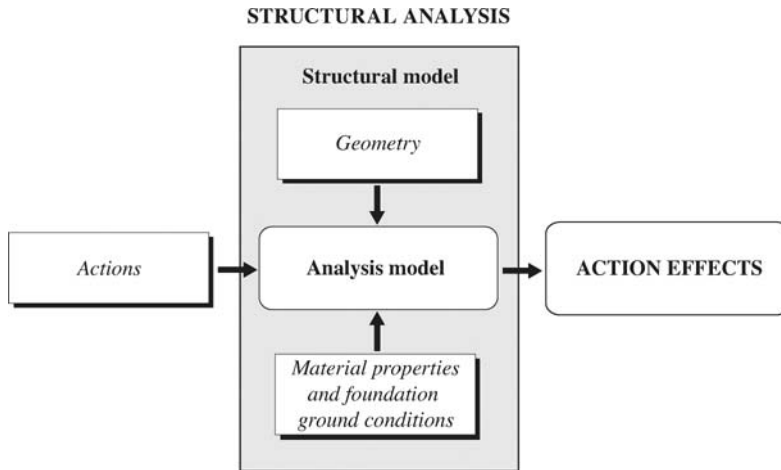 STRUCTURAL ANALYSIS
Structural model
Geometry
Actions
Analysis model
ACTION EFFECTS
Material properties
and foundation
ground conditions